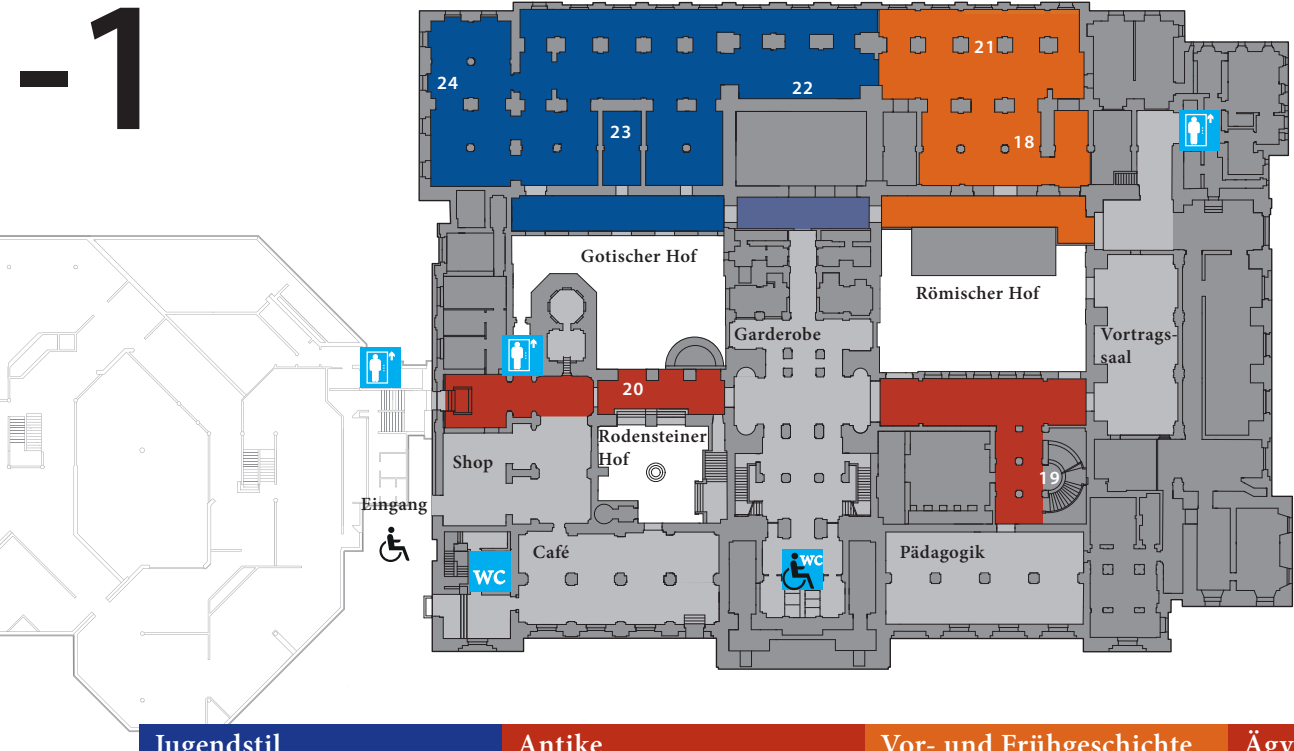 –1
24
21
22
23
18
Gotischer Hof
Römischer Hof
Garderobe
Vortrags-
saal
20
Rodensteiner
Hof
Shop
19
Eingang
Café
WC
WC
Pädagogik
Jugendstil
Antike
Vor- und Frühgeschichte
Ägy